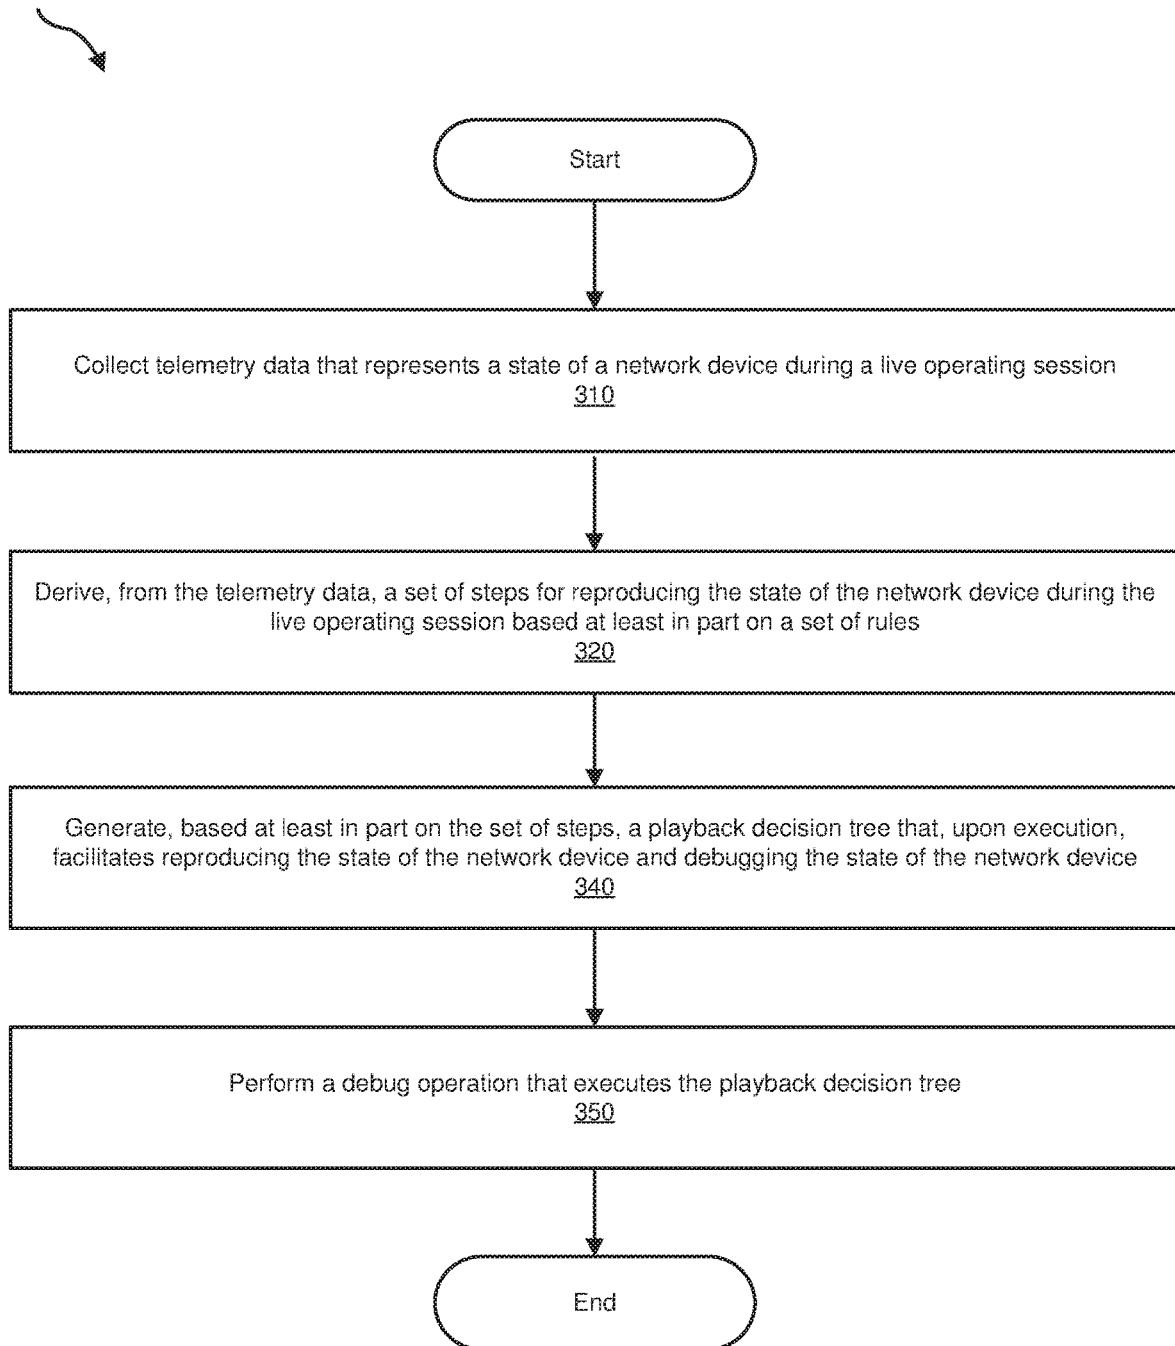 Start
Collect telemetry data that represents a state of a network device during a live operating session
310
Derive, from the telemetry data, a set of steps for reproducing the state of the network device during the
live operating session based at least in part on a set of rules
320
Generate, based at least in part on the set of steps, a playback decision tree that, upon execution,
facilitates reproducing the state of the network device and debugging the state of the network device
340
Perform a debug operation that executes the playback decision tree
350
End